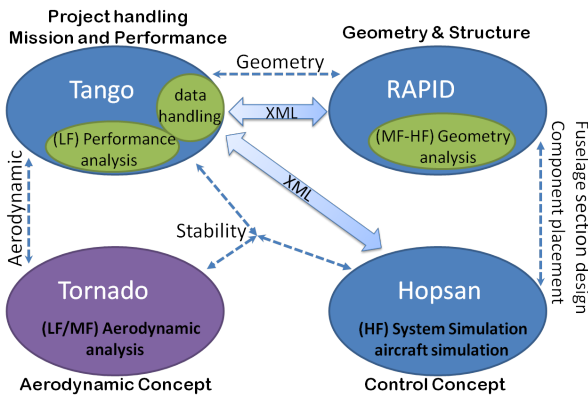 Project handling
Mission and Performance
Geometry & Structure
Geometry
Tango
data
handling
(LF) Performance
analysis
XML
RAPID
(MF-HF) Geometry
analysis
XML
Aerodynamic
Stability
Fuselage section design
Component placement
Tornado
(LF/MF) Aerodynamic
analysis
Hopsan
(HF) System Simulation
aircraft simulation
Aerodynamic Concept
Control Concept